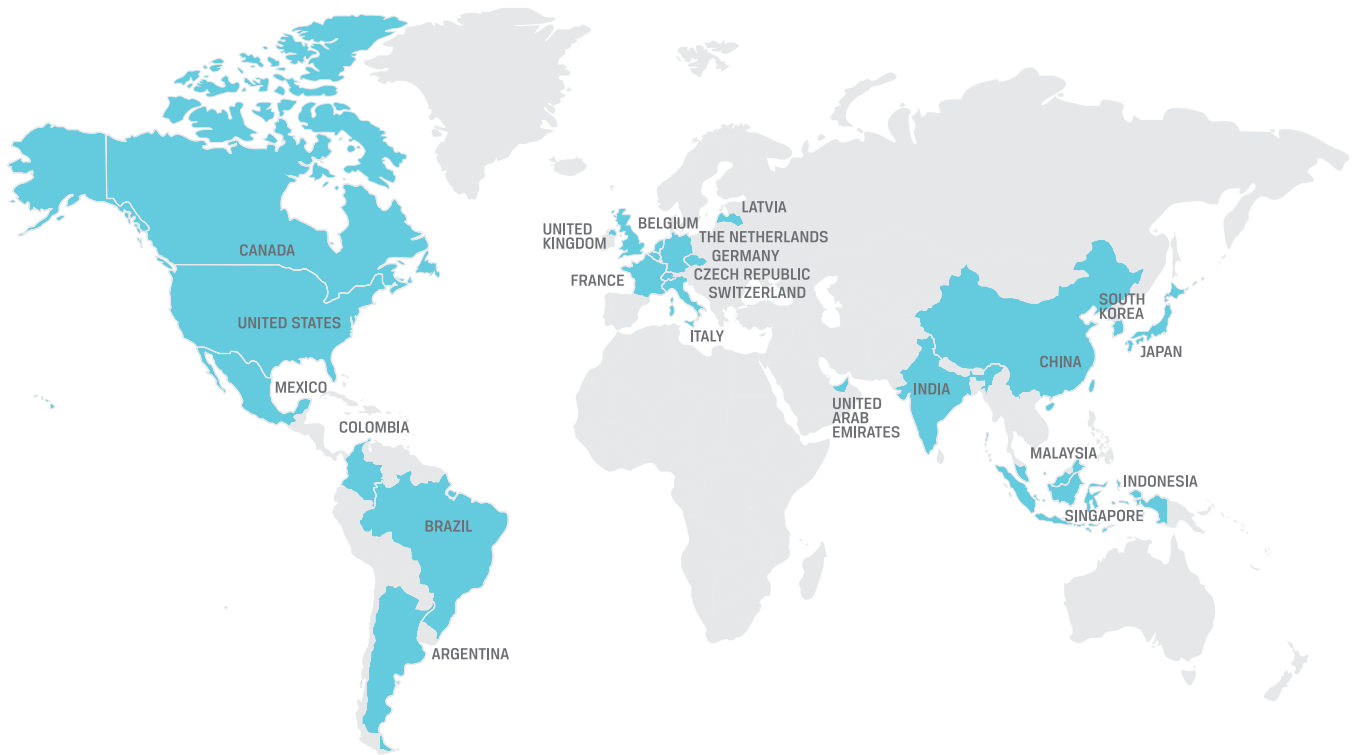 CANADA
UNITED STATES
MEXICO
COLOMBIA
BRAZIL
ARGENTINA
UNITED
KINGDOM
BELGIUM
LATVIA
THE NETHERLANDS
GERMANY
CZECH REPUBLIC
SWITZERLAND
FRANCE
ITALY
UNITED
ARAB
EMIRATES
INDIA
CHINA
SOUTH
KOREA
JAPAN
MALAYSIA
INDONESIA
SINGAPORE